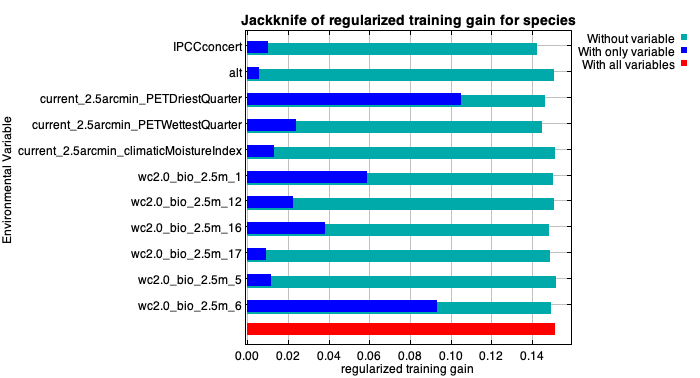 Jackknife of regularized training gain for species
Without variable
With only variable
With all variables
Environmental Variable
IPCCconcert
alt
current_2.5arcmin_PETDriestQuarter
current_2.5arcmin_PETWettestQuarter
current_2.5arcmin_climaticMoistureIndex
wc2.0_bio_2.5m_1
wc2.0_bio_2.5m_12
wc2.0_bio_2.5m_16
wc2.0_bio_2.5m_17
wc2.0_bio_2.5m_5
wc2.0_bio_2.5m_6
0.00 0.02 0.04 0.06 0.08 0.10 0.12 0.14
regularized training gain